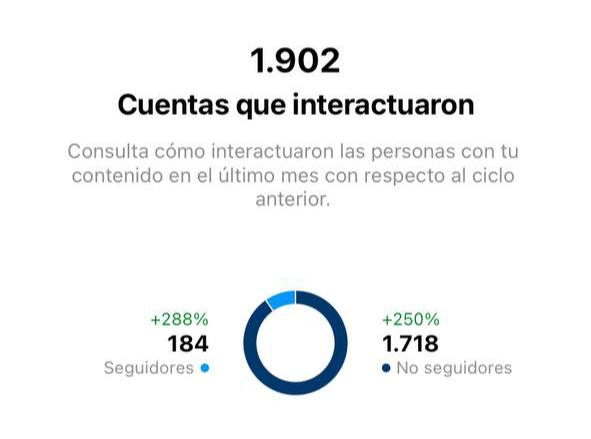 1.902
Cuentas que interactuaron
Consulta cómo interactuaron las personas con tu
contenido en el último mes con respecto al ciclo
anterior.
+288%
184
Seguidores
+250%
1.718
No seguidores